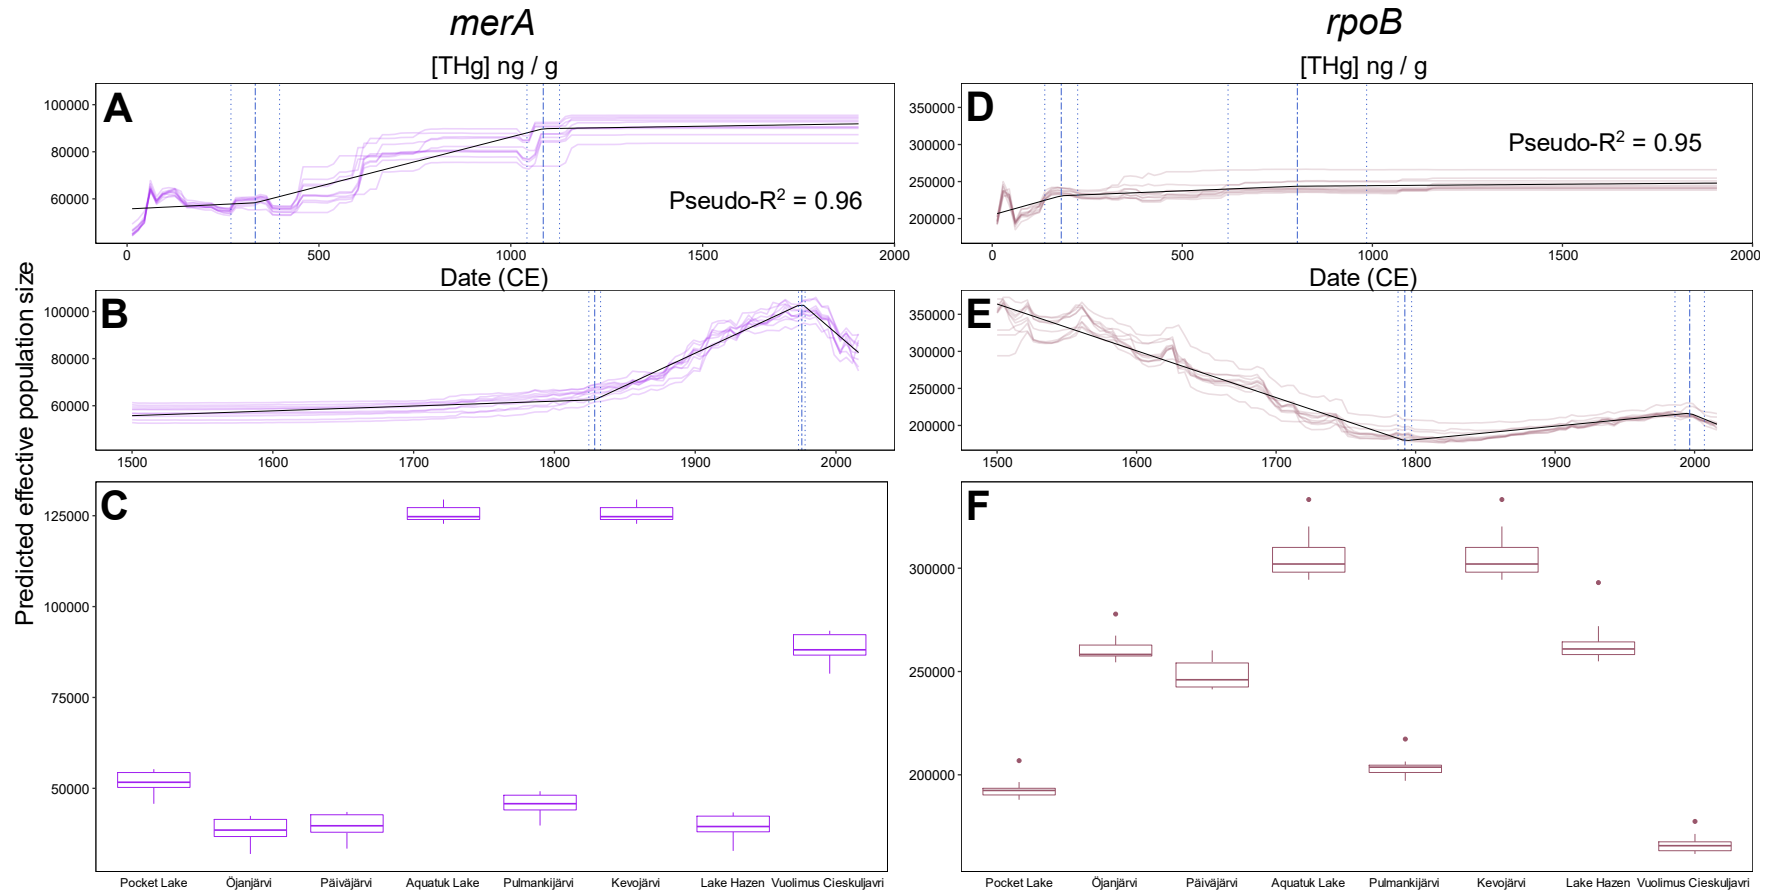 merA
rpoB
[THg] ng / g
[THg] ng / g
Predicted effective population size
A
100000
80000
60000
Pseudo-R² = 0.96
0
500
1000
1500
2000
Date (CE)
D
350000
300000
250000
200000
Pseudo-R² = 0.95
0
500
1000
1500
2000
Date (CE)
B
100000
80000
60000
1500
1600
1700
1800
1900
2000
E
350000
300000
250000
200000
1500
1600
1700
1800
1900
2000
C
125000
100000
75000
50000
Pocket Lake
Öjanjärvi
Päiväjärvi
Aquatuk Lake
Pulmankijärvi
Kevojärvi
Lake Hazen
Vuolimus Cieskuljavri
F
300000
250000
200000
Pocket Lake
Öjanjärvi
Päiväjärvi
Aquatuk Lake
Pulmankijärvi
Kevojärvi
Lake Hazen
Vuolimus Cieskuljavri